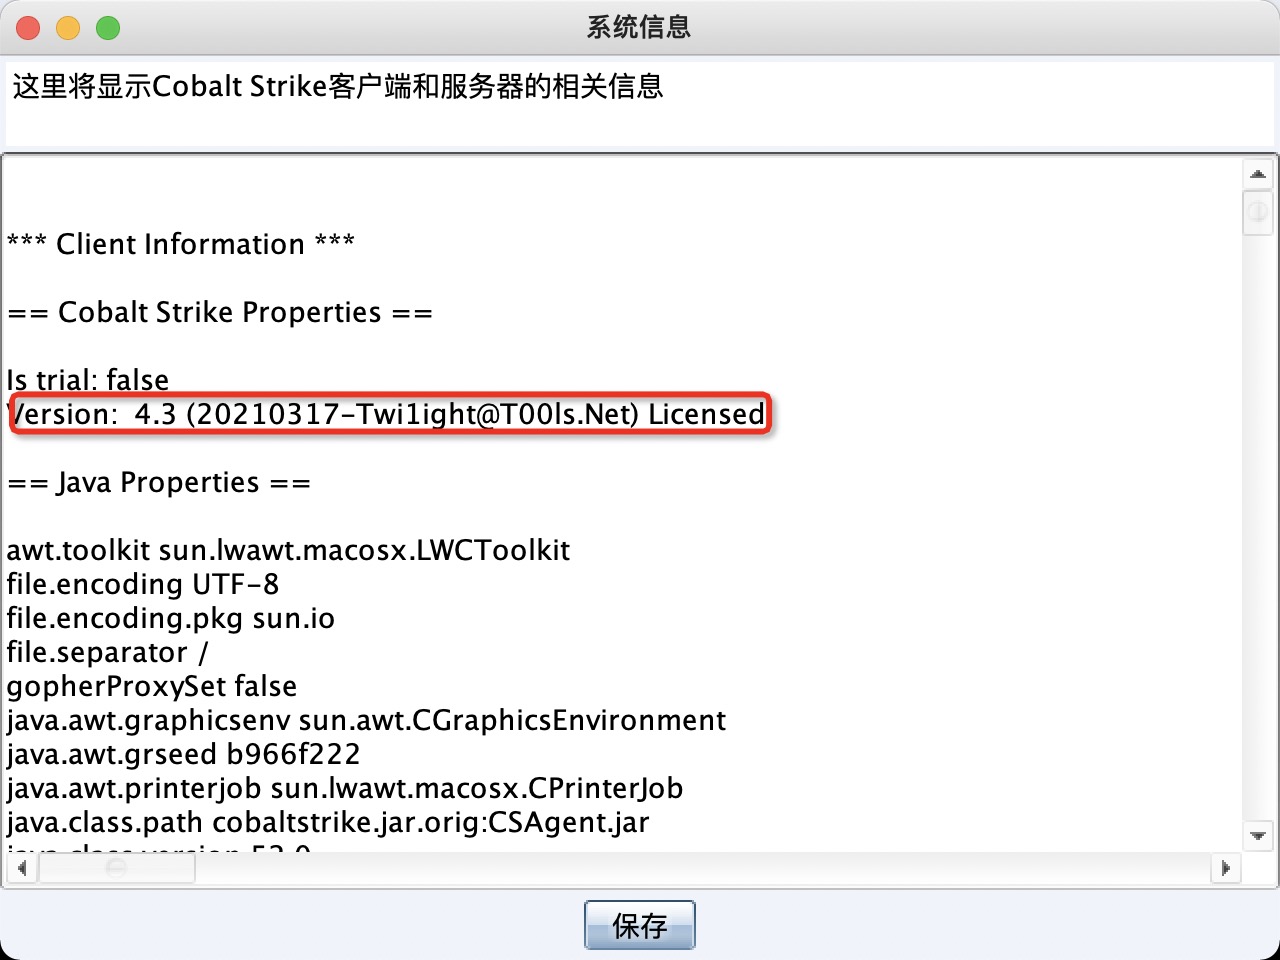 系统信息
这里将显示Cobalt Strike客户端和服务器的相关信息
*** Client Information ***
== Cobalt Strike Properties ==
Is trial: false
Version:  4.3 (20210317-Twi1ight@T00ls.Net) Licensed
== Java Properties ==
awt.toolkit sun.lwawt.macosx.LWCToolkit
file.encoding UTF-8
file.encoding.pkg sun.io
file.separator /
gopherProxySet false
java.awt.graphicsenv sun.awt.CGraphicsEnvironment
java.awt.grseed b966f222
java.awt.printerjob sun.lwawt.macosx.CPrinterJob
java.class.path cobaltstrike.jar.orig:CSAgent.jar
java.class.version 52.0
保存